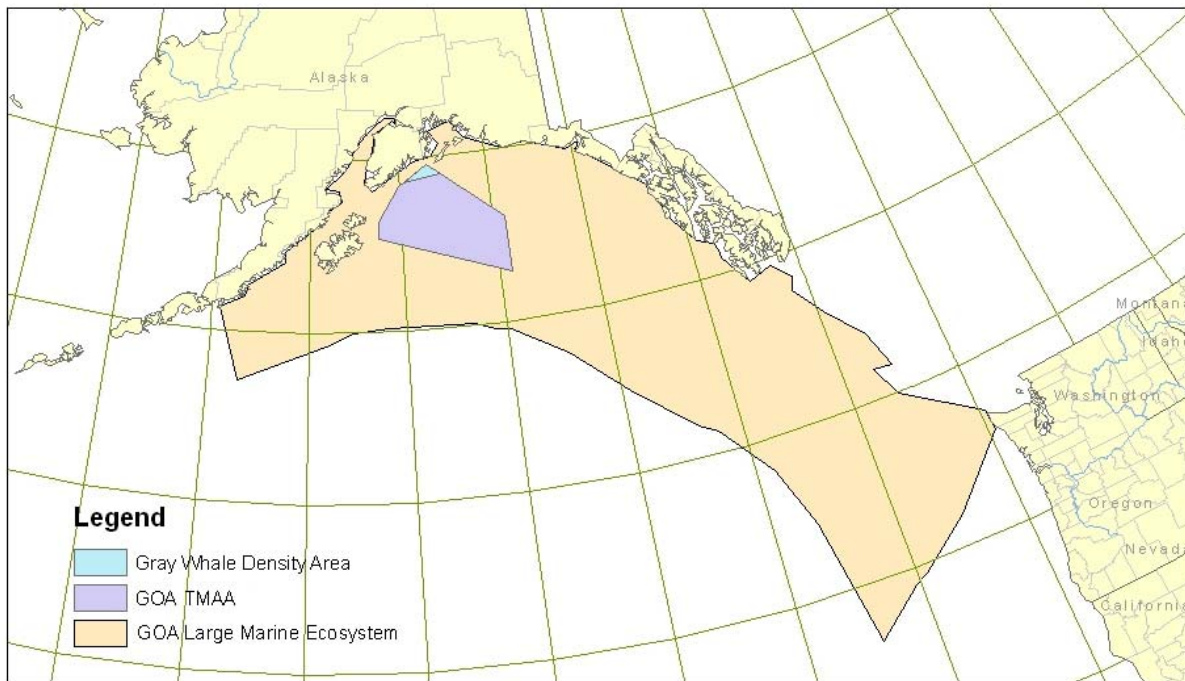 Alaska
Montana
Idaho
Washington
Oregon
Nevada
California
Legend
Gray Whale Density Area
GOA TMAA
GOA Large Marine Ecosystem